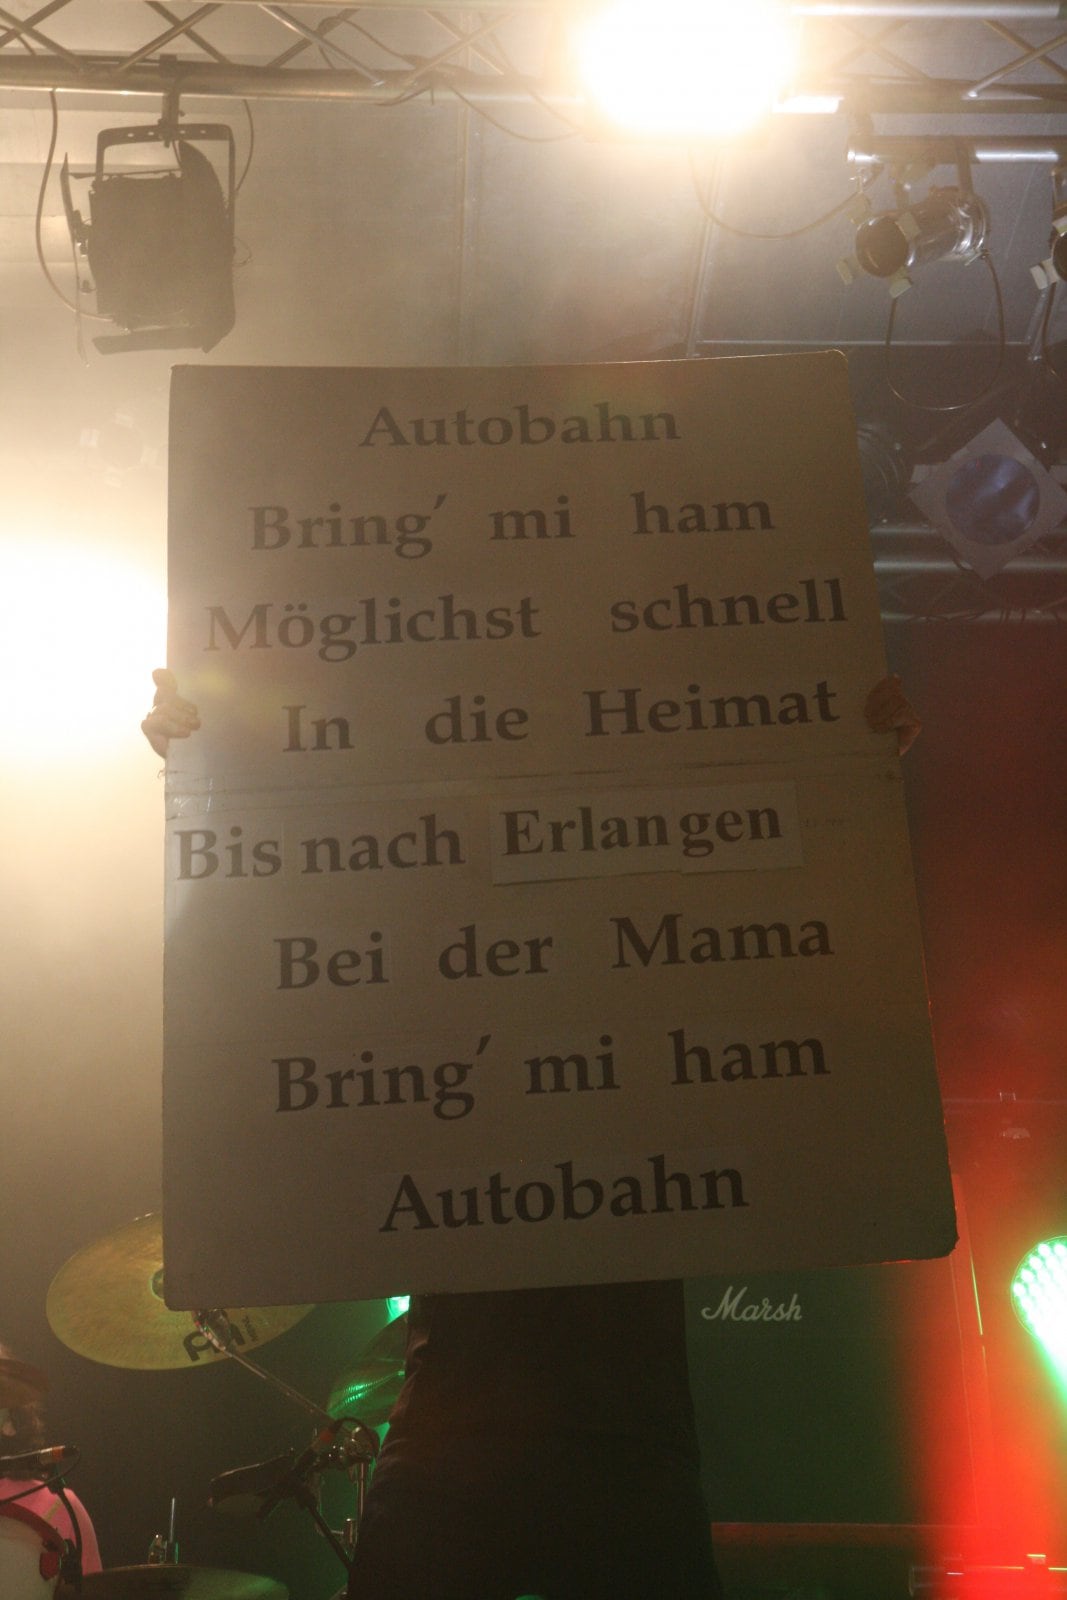 Autobahn
Bring' mi ham
Möglichst schnell
In die Heimat
Bis nach Erlangen
Bei der Mama
Bring' mi ham
Autobahn
Marsh